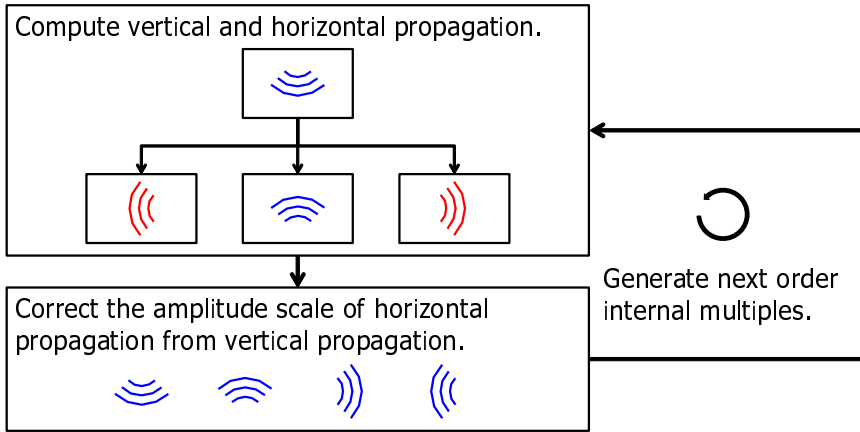 Compute vertical and horizontal propagation.
Generate next order
internal multiples.
Correct the amplitude scale of horizontal
propagation from vertical propagation.